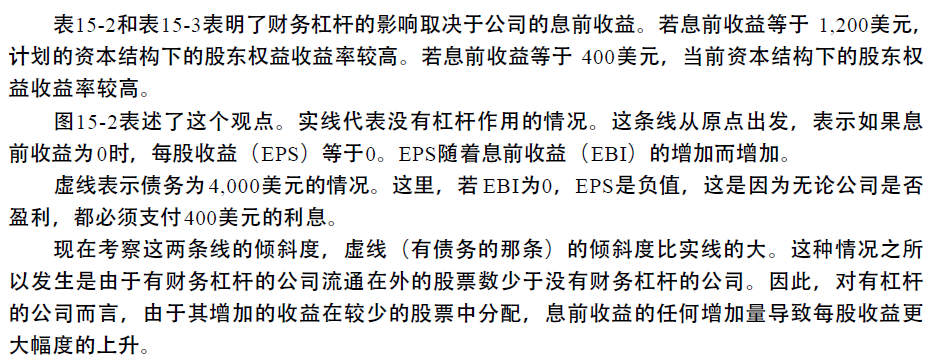 表15-2和表15-3表明了财务杠杆的影响取决于公司的息前收益。若息前收益等于 1,200美元,
计划的资本结构下的股东权益收益率较高。若息前收益等于 400美元，当前资本结构下的股东权
益收益率较高。
图15-2表述了这个观点。实线代表没有杠杆作用的情况。这条线从原点出发，表示如果息
前收益为0时，每股收益（EPS）等于0。EPS随着息前收益（EBI）的增加而增加。
虚线表示债务为4,000美元的情况。这里，若 EBI为0，EPS是负值，这是因为无论公司是否
盈利，都必须支付400美元的利息。
现在考察这两条线的倾斜度，虚线（有债务的那条）的倾斜度比实线的大。这种情况之所
以发生是由于有财务杠杆的公司流通在外的股票数少于没有财务杠杆的公司。因此，对有杠杆
的公司而言，由于其增加的收益在较少的股票中分配，息前收益的任何增加量导致每股收益更
大幅度的上升。